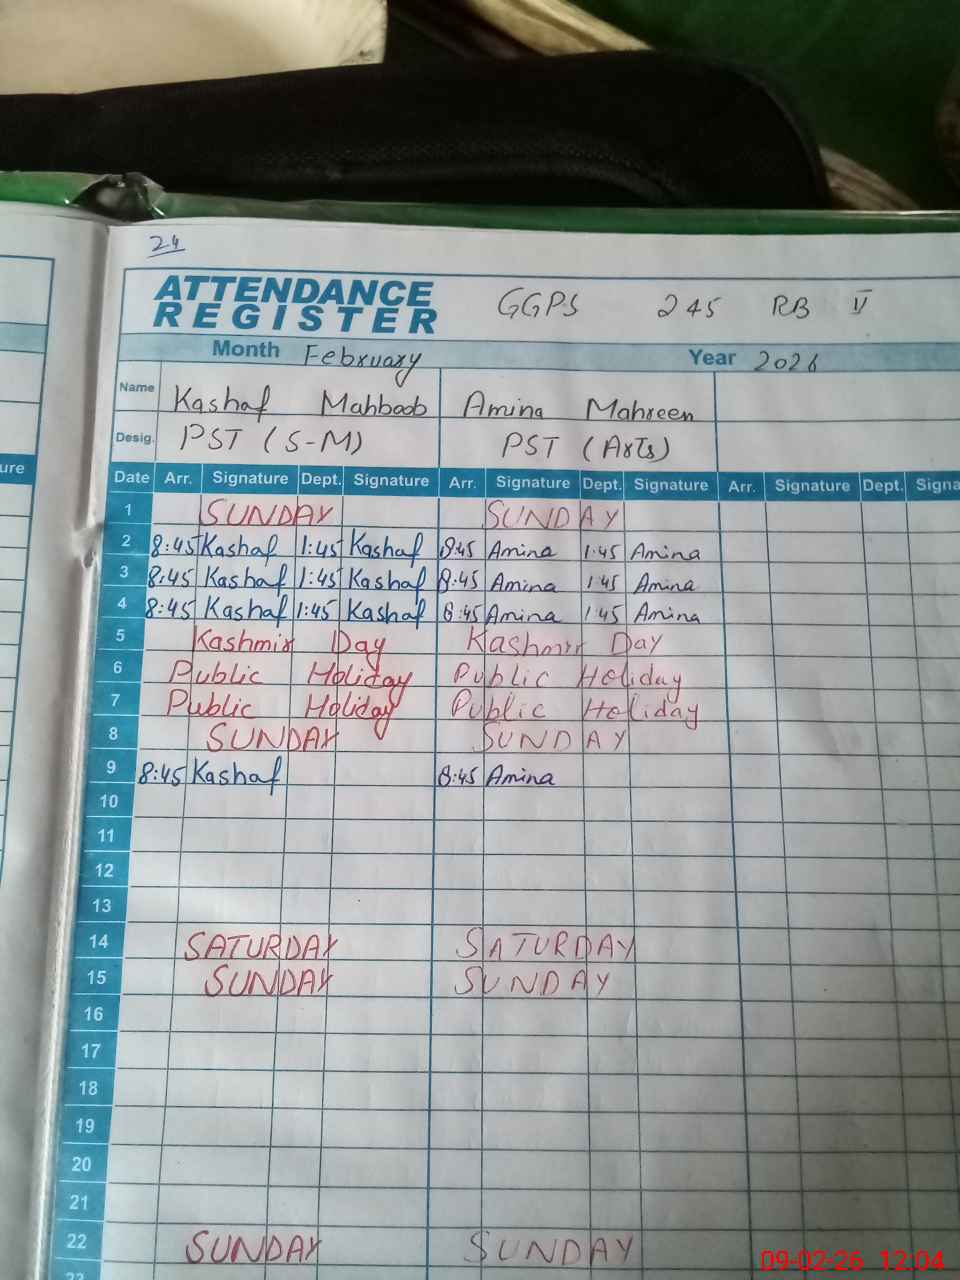 24
ATTENDANCE REGISTER GGPS 245 RB V
Month February Year 2026
Name Kashaf Mahboob Amina Mahreen
Desig. PST (S-M) PST (Arts)
ure Date Arr. Signature Dept. Signature Arr. Signature Dept. Signature Arr. Signature Dept. Signa
1 SUNDAY SUNDAY
2 8:45 Kashaf 1:45 Kashaf 8:45 Amina 1:45 Amina
3 8:45 Kashaf 1:45 Kashaf 8:45 Amina 1:45 Amina
4 8:45 Kashaf 1:45 Kashaf 8:45 Amina 1:45 Amina
5 Kashmir Day Kashmir Day
6 Public Holiday Public Holiday
7 Public Holiday Public Holiday
8 SUNDAY SUNDAY
9 8:45 Kashaf 8:45 Amina
10
11
12
13
14 SATURDAY SATURDAY
15 SUNDAY SUNDAY
16
17
18
19
20
21
22 SUNDAY SUNDAY
23
09-02-26 12:04